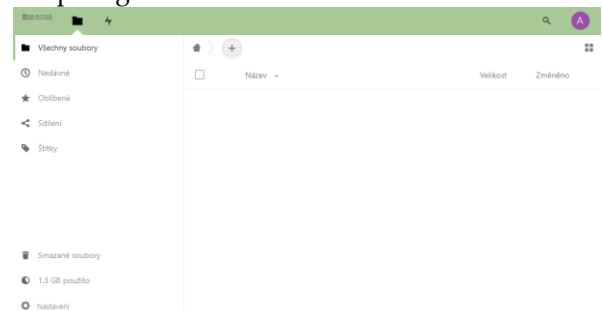 A
Všechny soubory
Nedávné
Oblíbené
Sdílení
Štítky
Smazané soubory
1.3 GB použito
Nastavení
Název
Velikost
Změněno